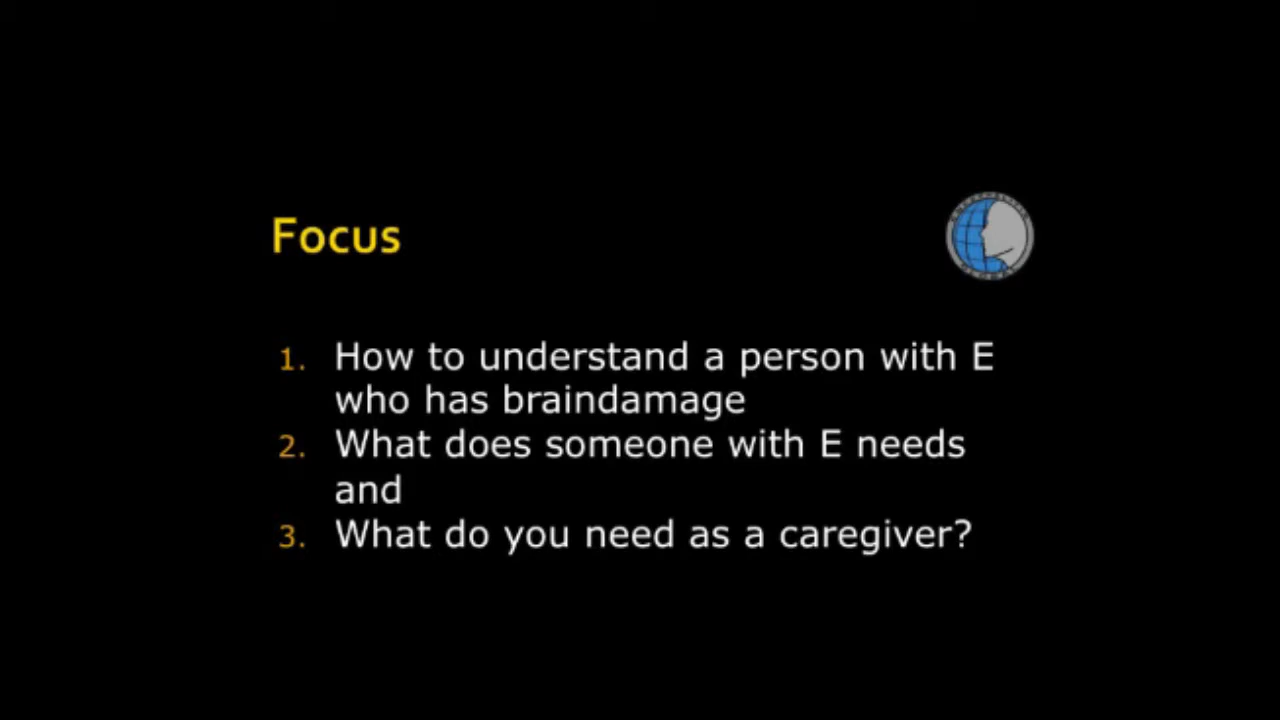 Focus
1. How to understand a person with E
who has braindamage
2. What does someone with E needs
and
3. What do you need as a caregiver?